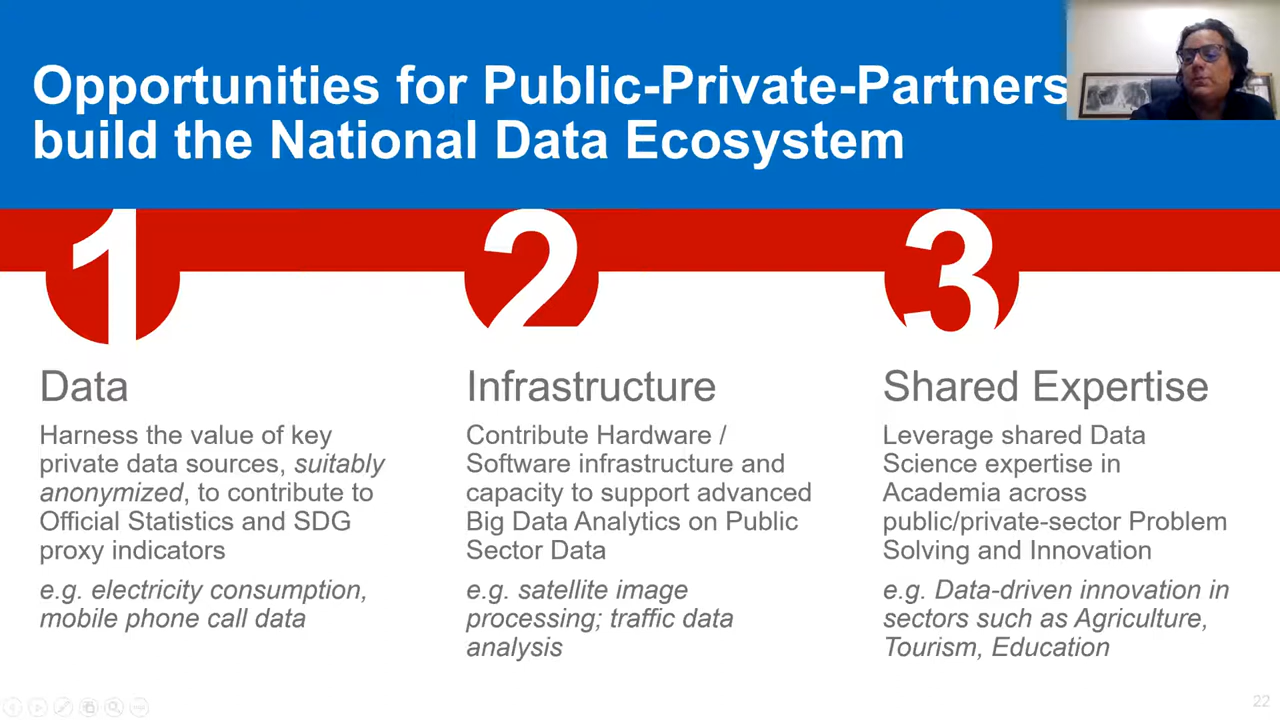 Opportunities for Public-Private-Partners
build the National Data Ecosystem
1
2
3
Data
Harness the value of key
private data sources, suitably
anonymized, to contribute to
Official Statistics and SDG
proxy indicators
e.g. electricity consumption,
mobile phone call data
Infrastructure
Contribute Hardware /
Software infrastructure and
capacity to support advanced
Big Data Analytics on Public
Sector Data
e.g. satellite image
processing; traffic data
analysis
Shared Expertise
Leverage shared Data
Science expertise in
Academia across
public/private-sector Problem
Solving and Innovation
e.g. Data-driven innovation in
sectors such as Agriculture,
Tourism, Education
22